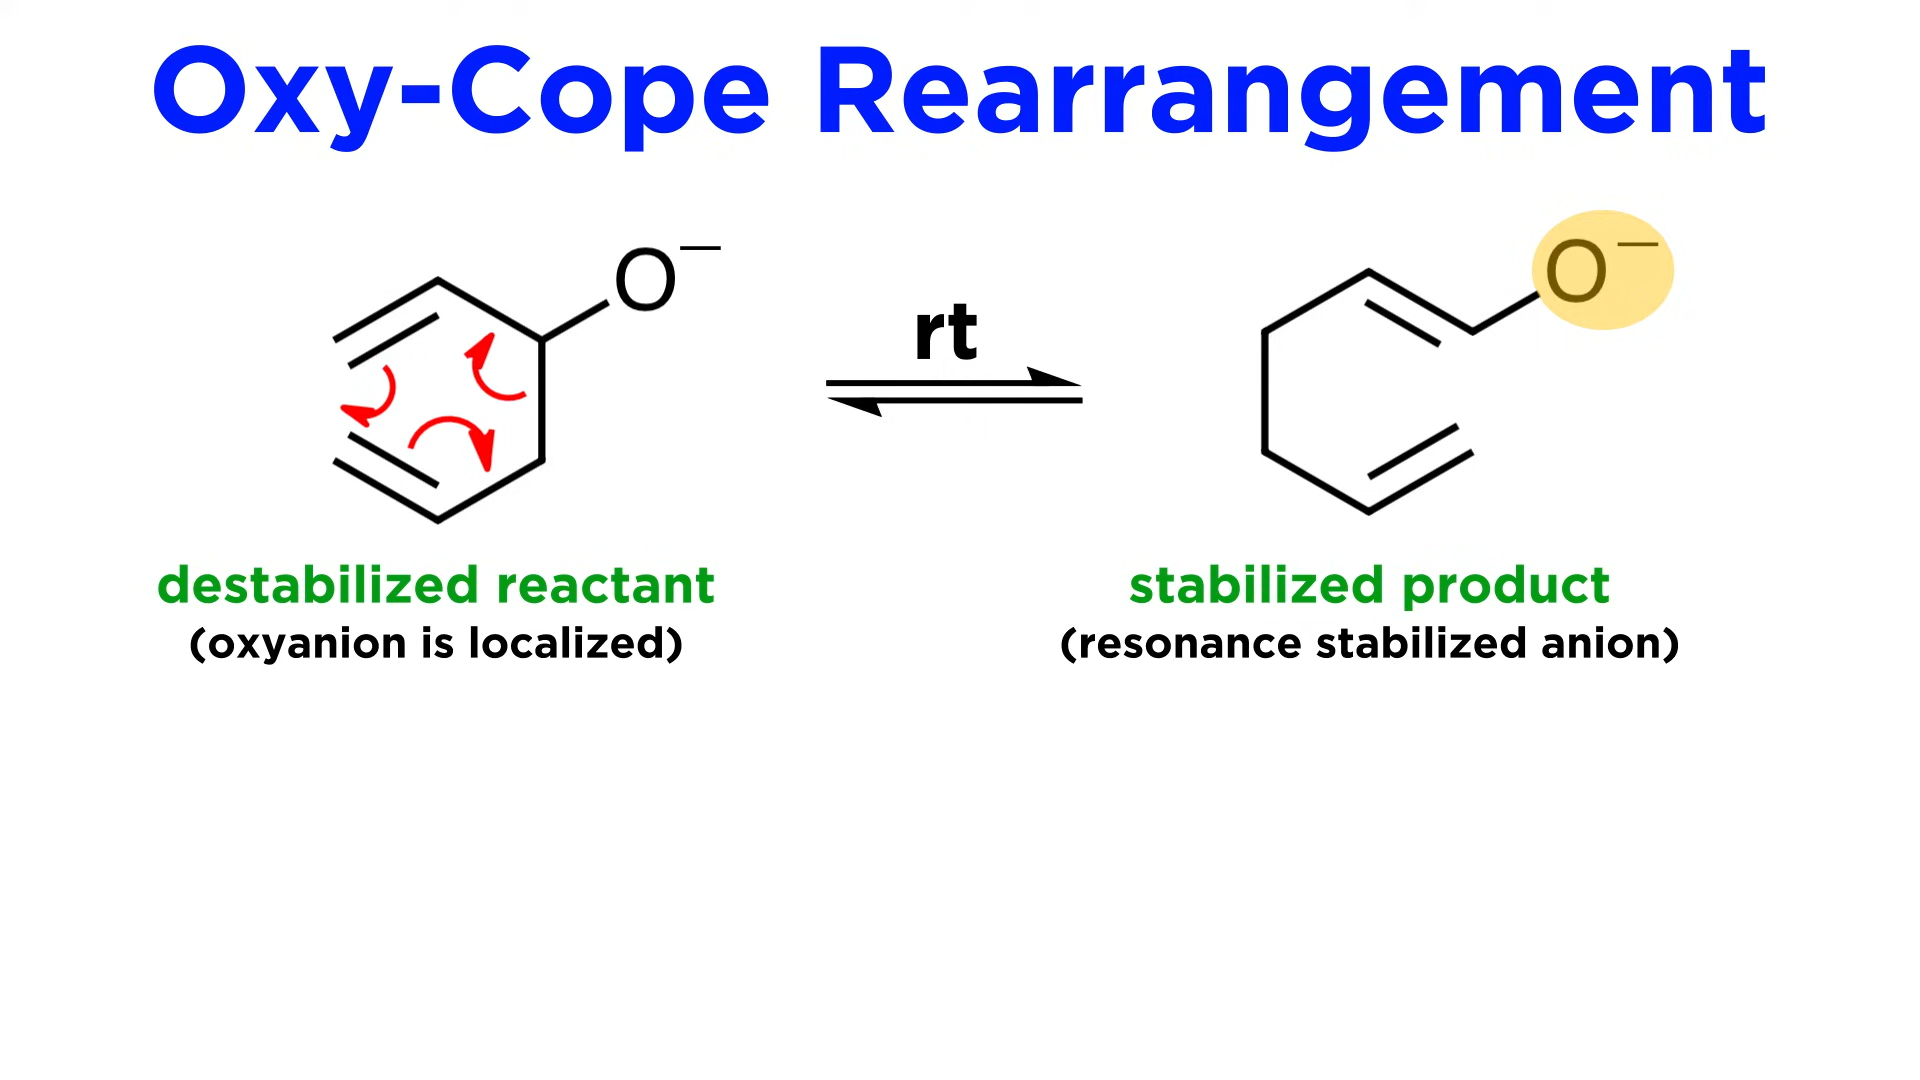 Oxy-Cope Rearrangement
O⁻
rt
O⁻
destabilized reactant
(oxyanion is localized)
stabilized product
(resonance stabilized anion)